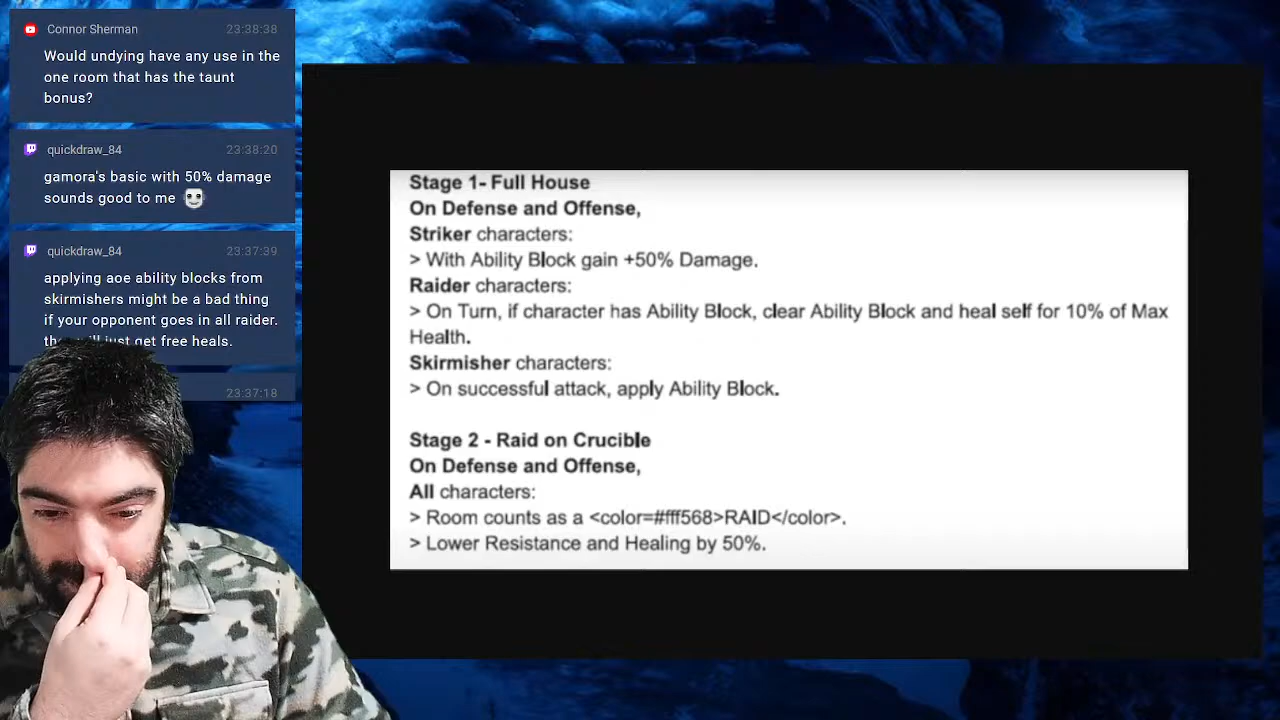 Connor Sherman 23:38:38
Would undying have any use in the
one room that has the taunt
bonus?
quickdraw_84 23:38:20
gamora's basic with 50% damage
sounds good to me
quickdraw_84 23:37:39
applying aoe ability blocks from
skirmishers might be a bad thing
if your opponent goes in all raider.
just get free heals.
23:37:18
Stage 1- Full House
On Defense and Offense,
Striker characters:
> With Ability Block gain +50% Damage.
Raider characters:
> On Turn, if character has Ability Block, clear Ability Block and heal self for 10% of Max
Health.
Skirmisher characters:
> On successful attack, apply Ability Block.
Stage 2 - Raid on Crucible
On Defense and Offense,
All characters:
> Room counts as a <color=#fff568>RAID</color>.
> Lower Resistance and Healing by 50%.